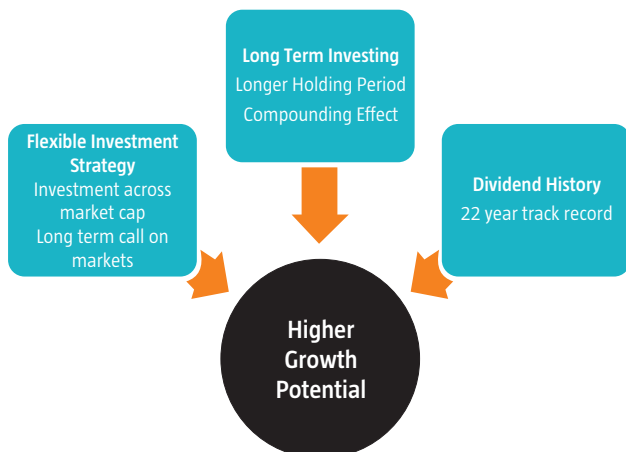 Long Term Investing
Longer Holding Period
Compounding Effect
Flexible Investment
Strategy
Investment across
market cap
Long term call on
markets
Dividend History
22 year track record
Higher
Growth
Potential